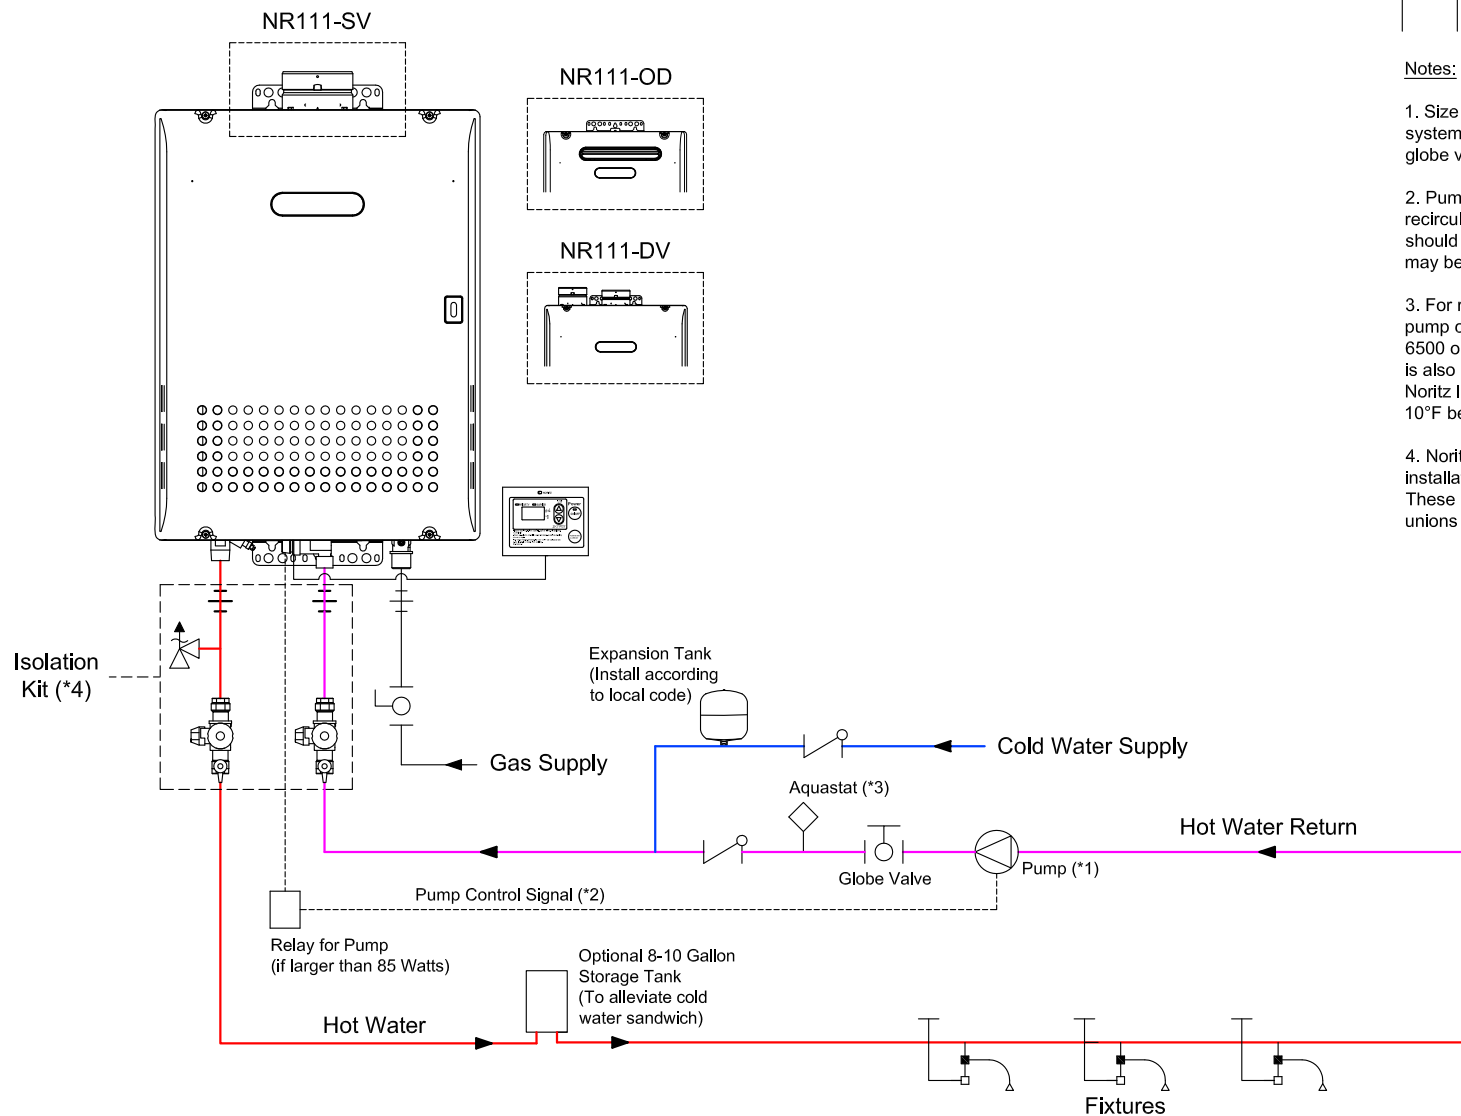 NR111-SV
NR111-OD
NR111-DV
Notes:
1. Size
system
globe v
2. Pum
recircul
should
may be
3. For r
pump o
6500 o
is also
Noritz I
10°F be
4. Norit
installa
These
unions
Isolation
Kit (*4)
Expansion Tank
(Install according
to local code)
Gas Supply
Cold Water Supply
Aquastat (*3)
Hot Water Return
Globe Valve
Pump (*1)
Pump Control Signal (*2)
Relay for Pump
(if larger than 85 Watts)
Optional 8-10 Gallon
Storage Tank
(To alleviate cold
water sandwich)
Hot Water
Fixtures